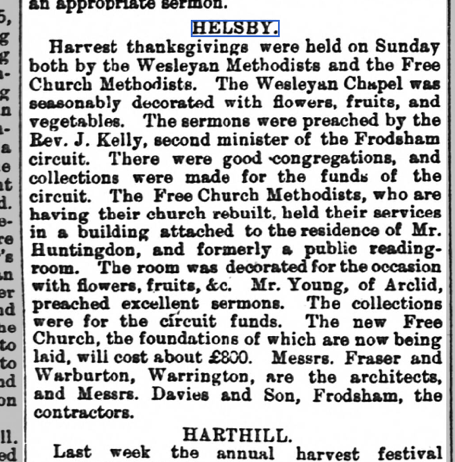 an appropriate sermon.
HELSBY.
Harvest thanksgivings were held on Sunday
both by the Wesleyan Methodists and the Free
Church Methodists. The Wesleyan Chapel was
seasonably decorated with flowers, fruits, and
vegetables. The sermons were preached by the
Rev. J. Kelly, second minister of the Frodsham
circuit. There were good congregations, and
collections were made for the funds of the
circuit. The Free Church Methodists, who are
having their church rebuilt, held their services
in a building attached to the residence of Mr.
Huntingdon, and formerly a public reading-
room. The room was decorated for the occasion
with flowers, fruits, &c. Mr. Young, of Arclid,
preached excellent sermons. The collections
were for the circuit funds. The new Free
Church, the foundations of which are now being
laid, will cost about £800. Messrs. Fraser and
Warburton, Warrington, are the architects,
and Messrs. Davies and Son, Frodsham, the
contractors.
HARTHILL.
Last week the annual harvest festival